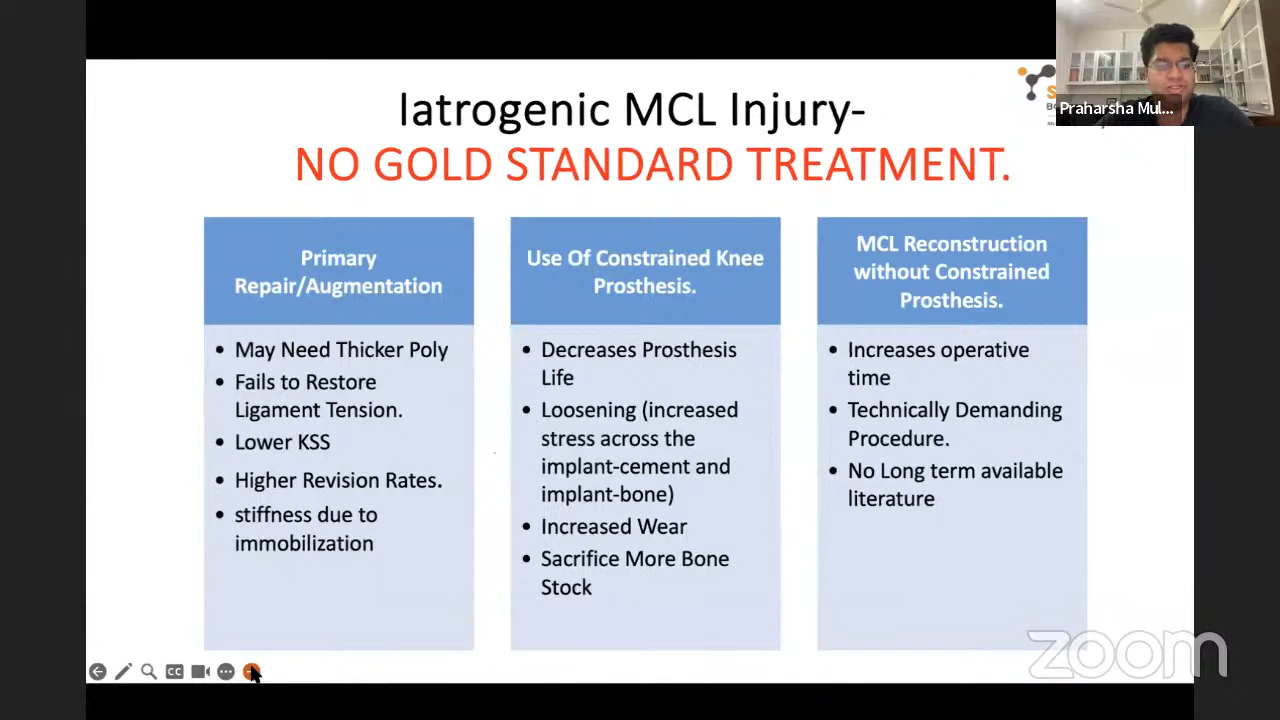 Iatrogenic MCL Injury-
NO GOLD STANDARD TREATMENT.
Praharsha Mul...
Primary
Repair/Augmentation
• May Need Thicker Poly
• Fails to Restore
Ligament Tension.
• Lower KSS
• Higher Revision Rates.
• stiffness due to
immobilization
Use Of Constrained Knee
Prosthesis.
• Decreases Prosthesis
Life
• Loosening (increased
stress across the
implant-cement and
implant-bone)
• Increased Wear
• Sacrifice More Bone
Stock
MCL Reconstruction
without Constrained
Prosthesis.
• Increases operative
time
• Technically Demanding
Procedure.
• No Long term available
literature
CC
zoom